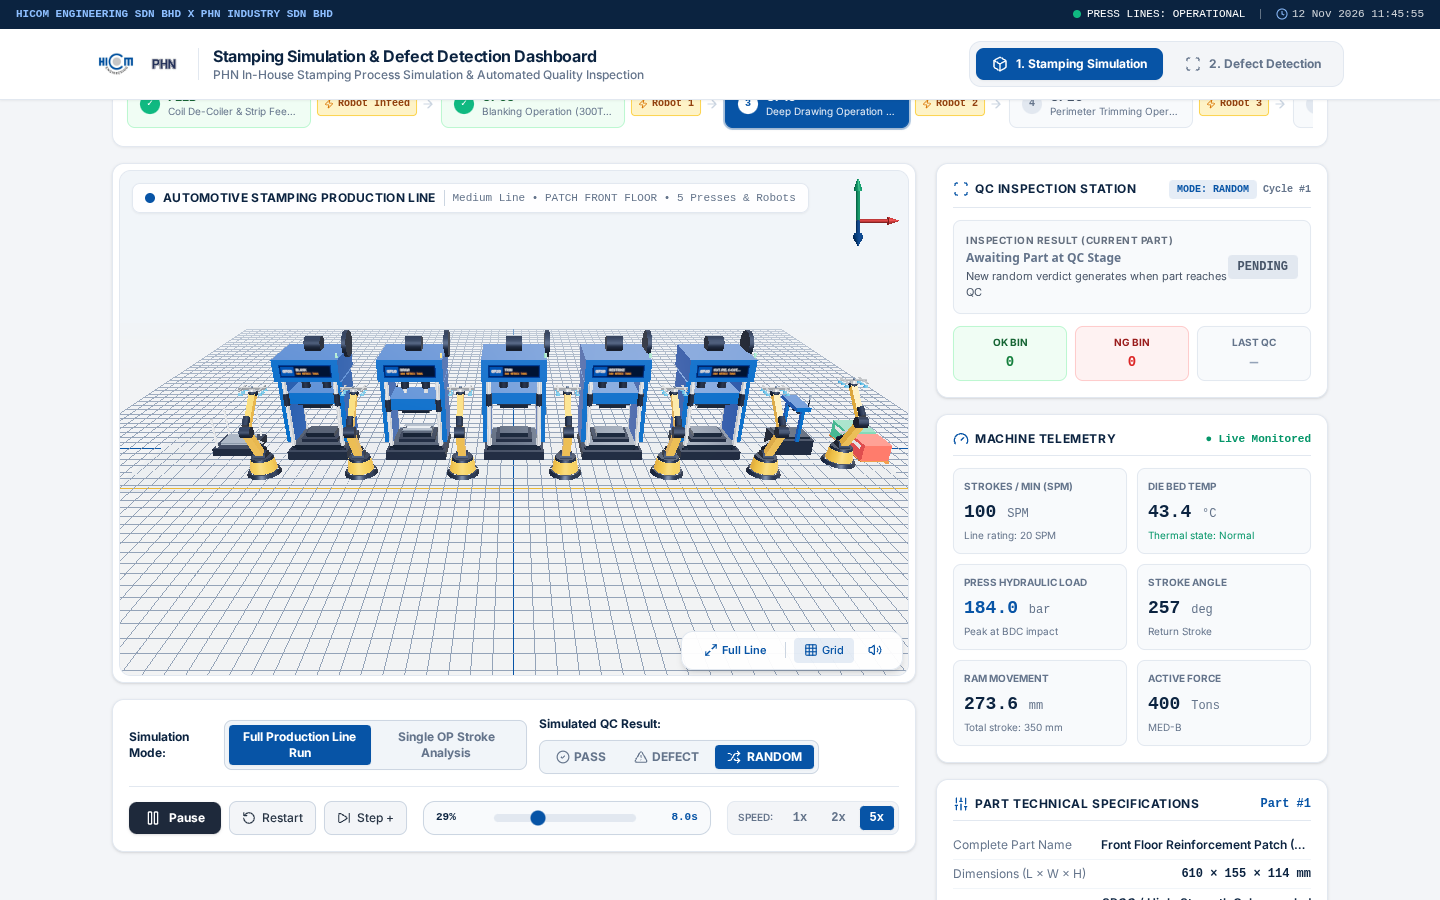 HICOM ENGINEERING SDN BHD X PHN INDUSTRY SDN BHD
PRESS LINES: OPERATIONAL | 12 Nov 2026 11:45:55
HICOM
PHN
Stamping Simulation & Defect Detection Dashboard
PHN In-House Stamping Process Simulation & Automated Quality Inspection
1. Stamping Simulation
2. Defect Detection
Coil De-Coiler & Strip Fee...
Robot Infeed
Blanking Operation (300T...
Robot 1
3
Deep Drawing Operation ...
Robot 2
4
Perimeter Trimming Oper...
Robot 3
AUTOMOTIVE STAMPING PRODUCTION LINE
Medium Line • PATCH FRONT FLOOR • 5 Presses & Robots
Full Line
Grid
Simulation Mode:
Full Production Line Run
Single OP Stroke Analysis
Simulated QC Result:
PASS
DEFECT
RANDOM
Pause
Restart
Step +
29%
8.0s
SPEED:
1x
2x
5x
QC INSPECTION STATION
MODE: RANDOM
Cycle #1
INSPECTION RESULT (CURRENT PART)
Awaiting Part at QC Stage
New random verdict generates when part reaches
QC
PENDING
OK BIN
0
NG BIN
0
LAST QC
—
MACHINE TELEMETRY
● Live Monitored
STROKES / MIN (SPM)
100 SPM
Line rating: 20 SPM
DIE BED TEMP
43.4 °C
Thermal state: Normal
PRESS HYDRAULIC LOAD
184.0 bar
Peak at BDC impact
STROKE ANGLE
257 deg
Return Stroke
RAM MOVEMENT
273.6 mm
Total stroke: 350 mm
ACTIVE FORCE
400 Tons
MED-B
PART TECHNICAL SPECIFICATIONS
Part #1
Complete Part Name
Front Floor Reinforcement Patch (...
Dimensions (L × W × H)
610 × 155 × 114 mm